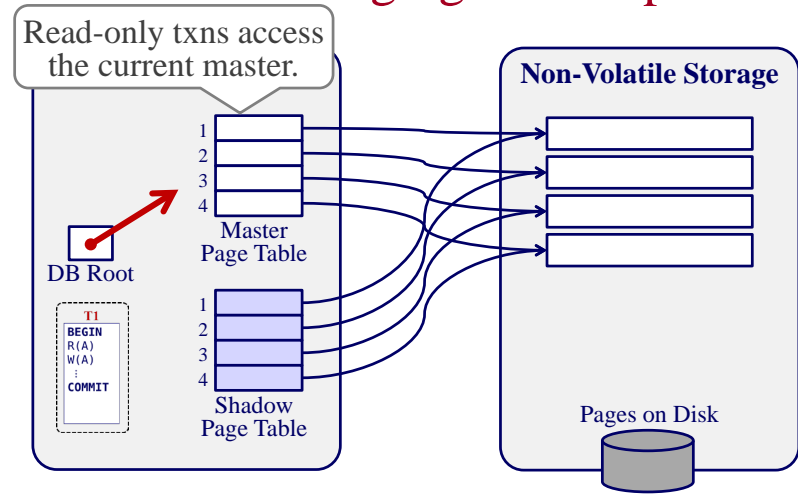 Read-only txns access
the current master.
Non-Volatile Storage
1
2
3
4
Master
Page Table
DB Root
T1
BEGIN
R(A)
W(A)
⋮
COMMIT
1
2
3
4
Shadow
Page Table
Pages on Disk